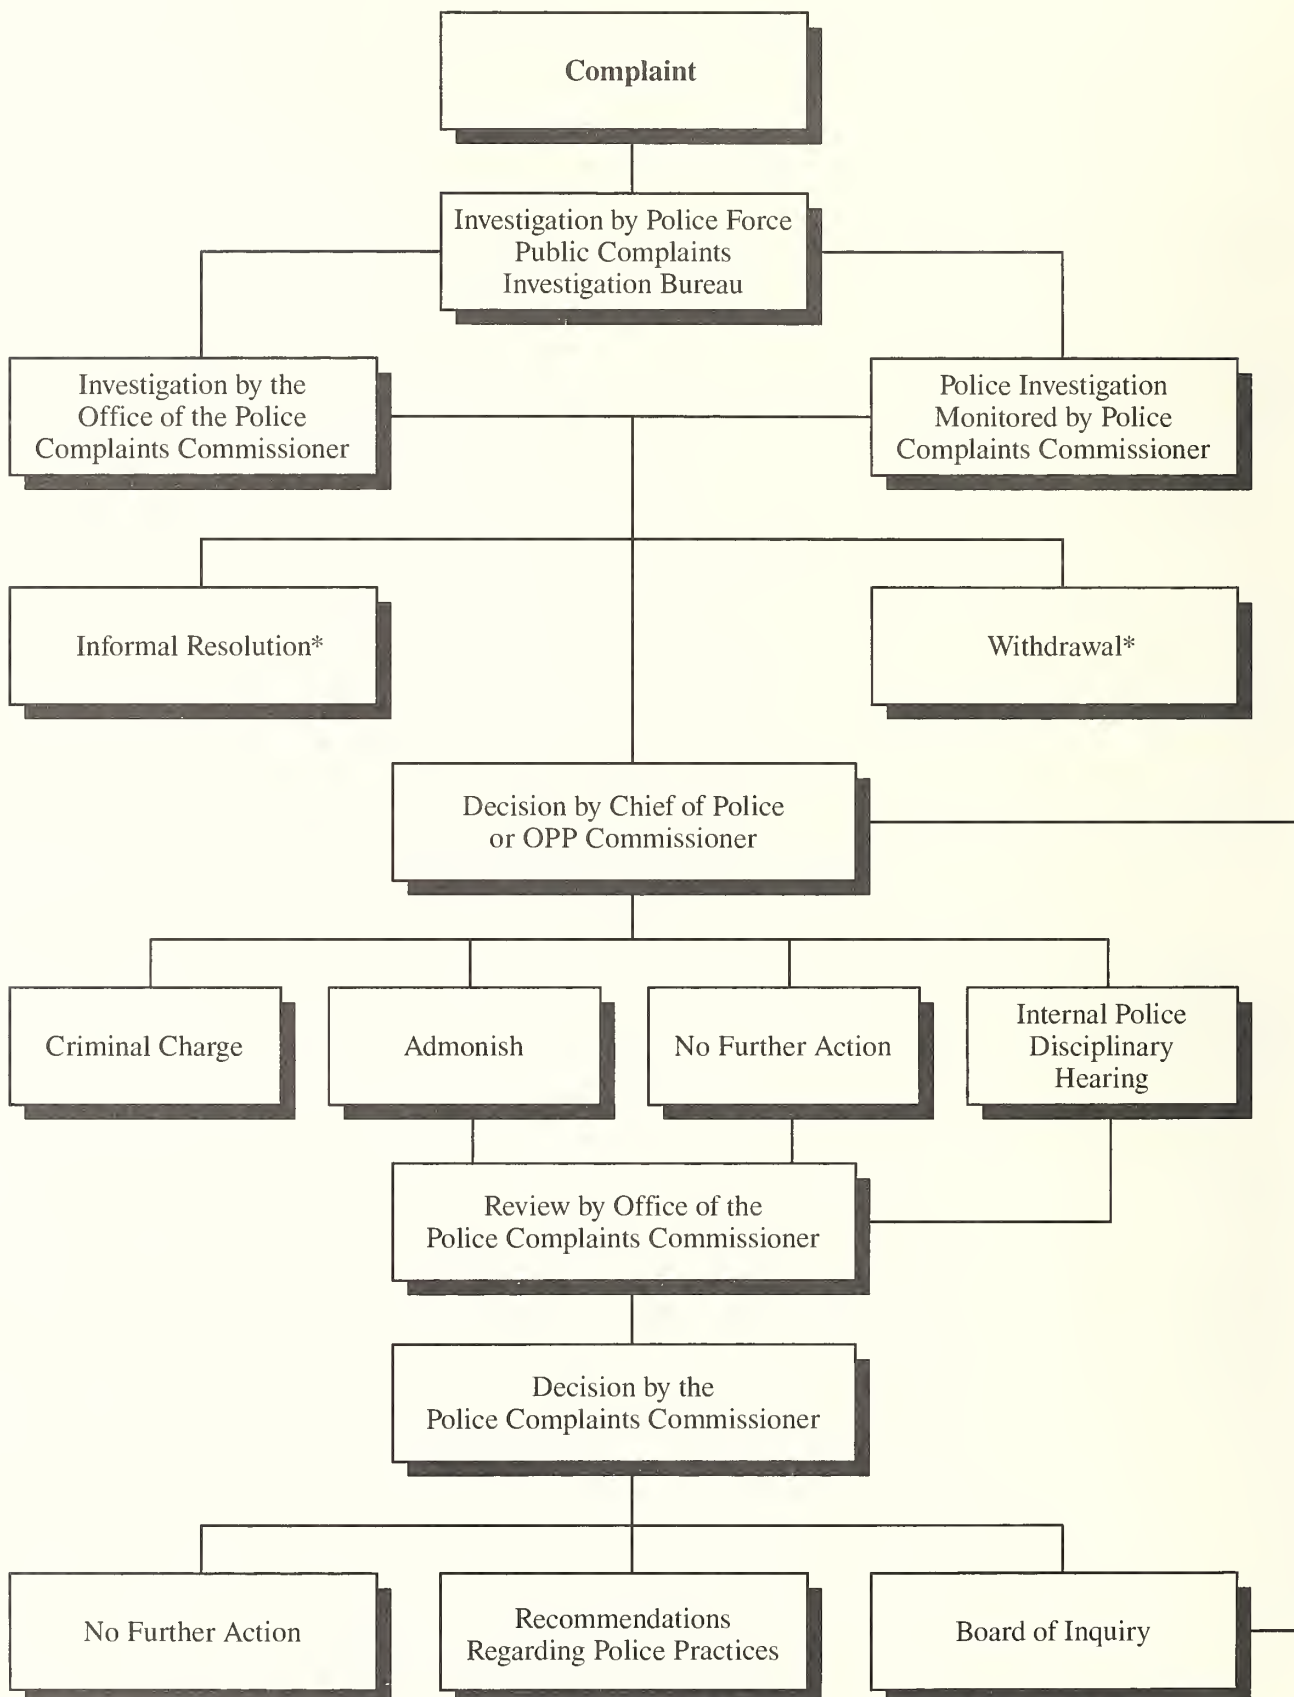 Complaint
Investigation by Police Force
Public Complaints
Investigation Bureau
Investigation by the
Office of the Police
Complaints Commissioner
Police Investigation
Monitored by Police
Complaints Commissioner
Informal Resolution*
Withdrawal*
Decision by Chief of Police
or OPP Commissioner
Criminal Charge
Admonish
No Further Action
Internal Police
Disciplinary
Hearing
Review by Office of the
Police Complaints Commissioner
Decision by the
Police Complaints Commissioner
No Further Action
Recommendations
Regarding Police Practices
Board of Inquiry